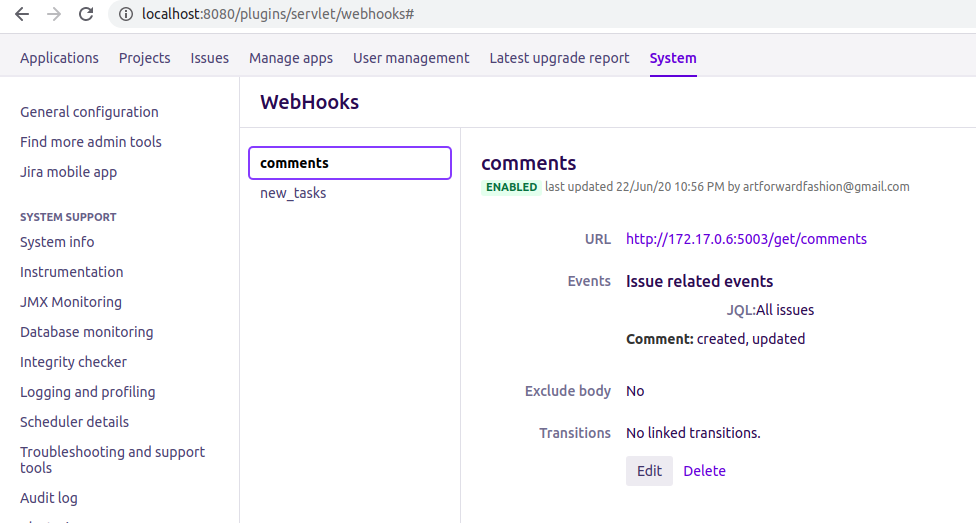 localhost:8080/plugins/servlet/webhooks#
Applications Projects Issues Manage apps User management Latest upgrade report System
General configuration
Find more admin tools
Jira mobile app
SYSTEM SUPPORT
System info
Instrumentation
JMX Monitoring
Database monitoring
Integrity checker
Logging and profiling
Scheduler details
Troubleshooting and support
tools
Audit log
WebHooks
comments
new_tasks
comments
ENABLED last updated 22/Jun/20 10:56 PM by artforwardfashion@gmail.com
URL http://172.17.0.6:5003/get/comments
Events Issue related events
JQL:All issues
Comment: created, updated
Exclude body No
Transitions No linked transitions.
Edit Delete